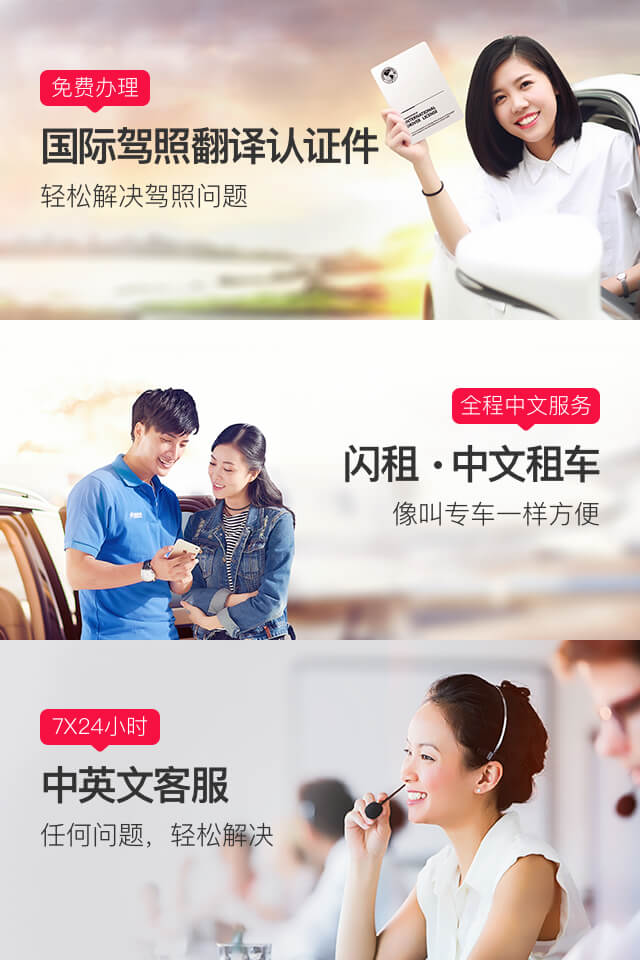 免费办理
国际驾照翻译认证件
轻松解决驾照问题
INTERNATIONAL
DRIVER LICENSE
全程中文服务
闪租·中文租车
像叫专车一样方便
7X24小时
中英文客服
任何问题，轻松解决